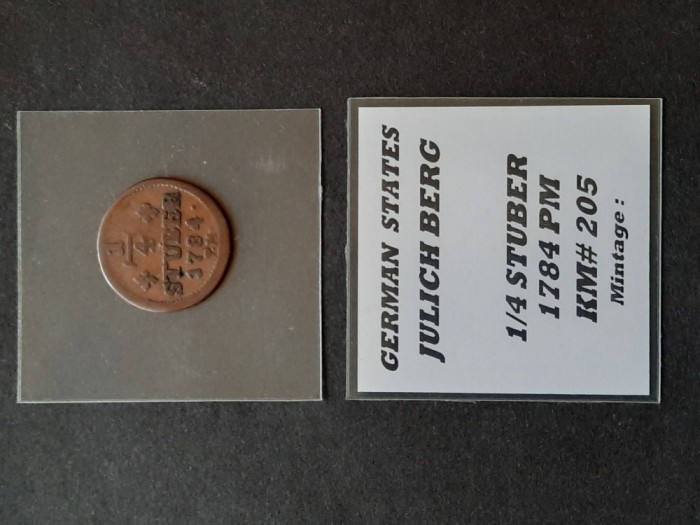 1
4
STUBER
1784
GERMAN STATES
JULICH BERG
1/4 STUBER
1784 PM
KM# 205
Mintage: